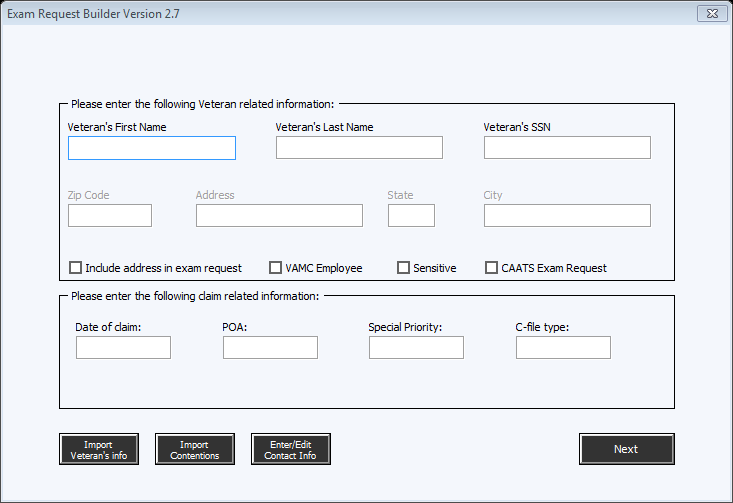 Exam Request Builder Version 2.7
Please enter the following Veteran related information:
Veteran's First Name Veteran's Last Name Veteran's SSN
Zip Code Address State City
Include address in exam request VAMC Employee Sensitive CAATS Exam Request
Please enter the following claim related information:
Date of claim: POA: Special Priority: C-file type:
Import
Veteran's info
Import
Contentions
Enter/Edit
Contact Info
Next